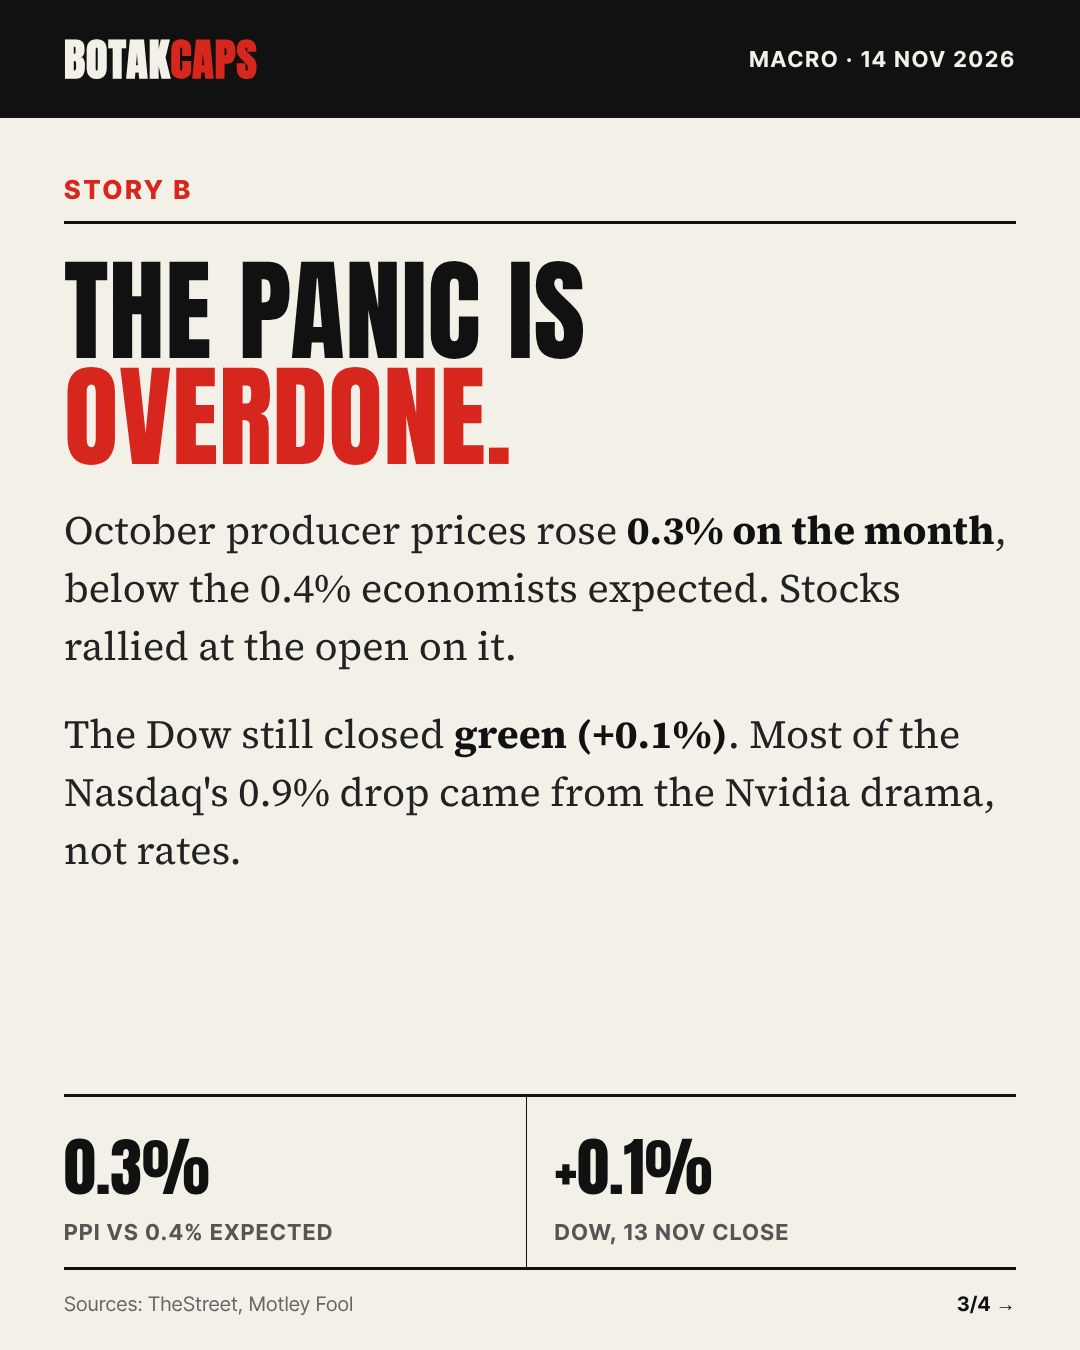 BOTAKCAPS
MACRO · 14 NOV 2026
STORY B
THE PANIC IS
OVERDONE.
October producer prices rose 0.3% on the month,
below the 0.4% economists expected. Stocks
rallied at the open on it.
The Dow still closed green (+0.1%). Most of the
Nasdaq's 0.9% drop came from the Nvidia drama,
not rates.
0.3%
PPI VS 0.4% EXPECTED
+0.1%
DOW, 13 NOV CLOSE
Sources: TheStreet, Motley Fool
3/4 →